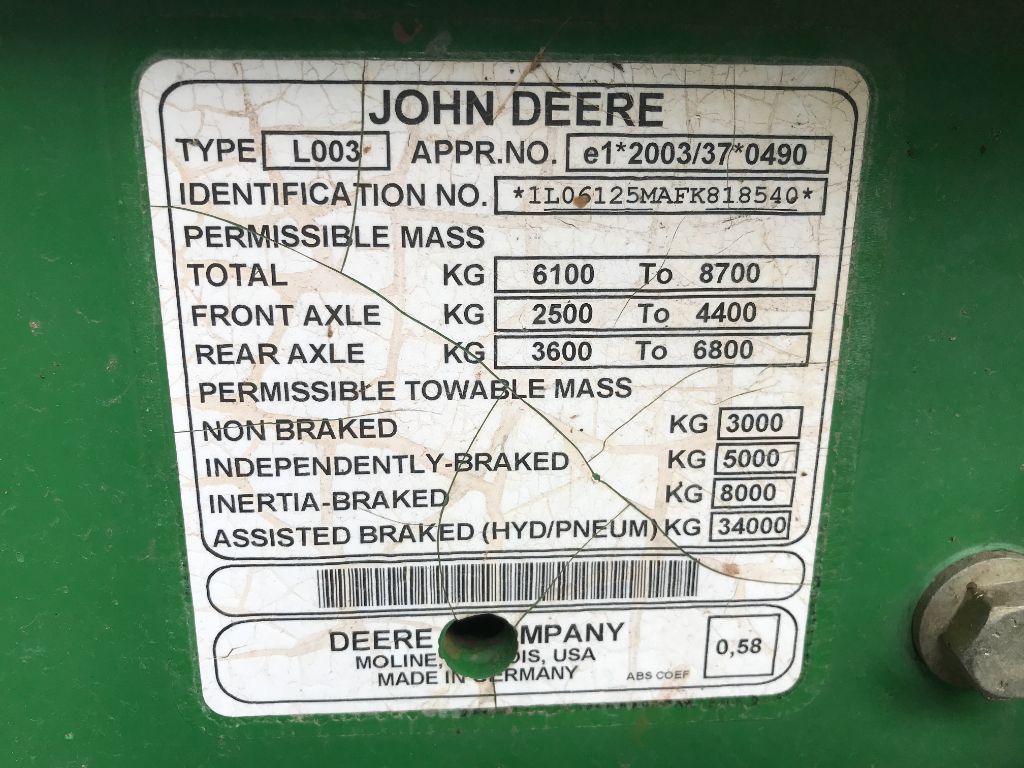 JOHN DEERE
TYPE L003 APPR.NO. e1*2003/37*0490
IDENTIFICATION NO. *1L06125MAFK818540*
PERMISSIBLE MASS
TOTAL KG 6100 To 8700
FRONT AXLE KG 2500 To 4400
REAR AXLE KG 3600 To 6800
PERMISSIBLE TOWABLE MASS
NON BRAKED KG 3000
INDEPENDENTLY-BRAKED KG 5000
INERTIA-BRAKED KG 8000
ASSISTED BRAKED (HYD/PNEUM) KG 34000
DEERE MPANY
MOLINE, OIS, USA
MADE IN ERMANY
ABS COEF 0,58